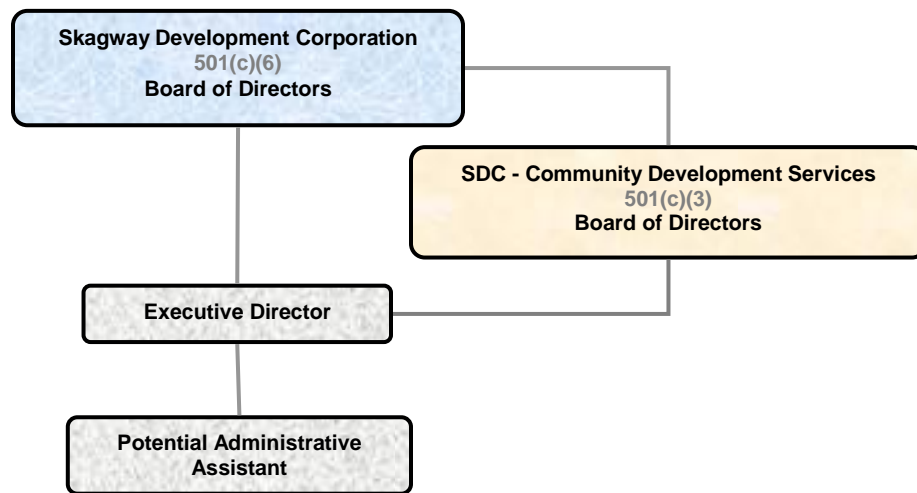 Skagway Development Corporation
501(c)(6)
Board of Directors
SDC - Community Development Services
501(c)(3)
Board of Directors
Executive Director
Potential Administrative
Assistant